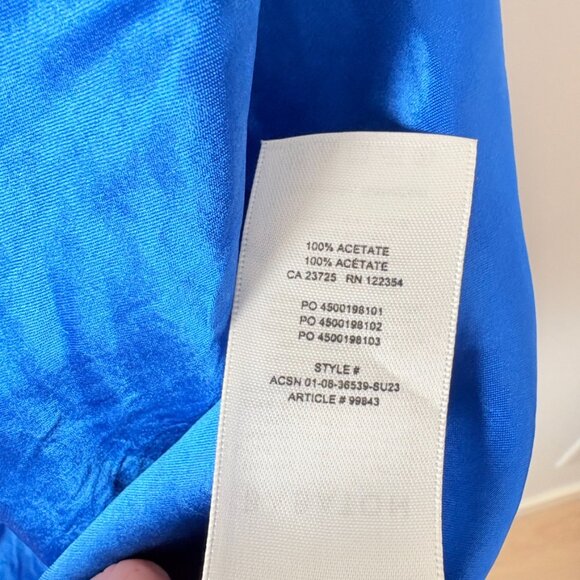 100% ACETATE
100% ACÉTATE
CA 23725 RN 122354
PO 4500198101
PO 4500198102
PO 4500198103
STYLE #
ACSN 01-08-36539-SU23
ARTICLE # 99843